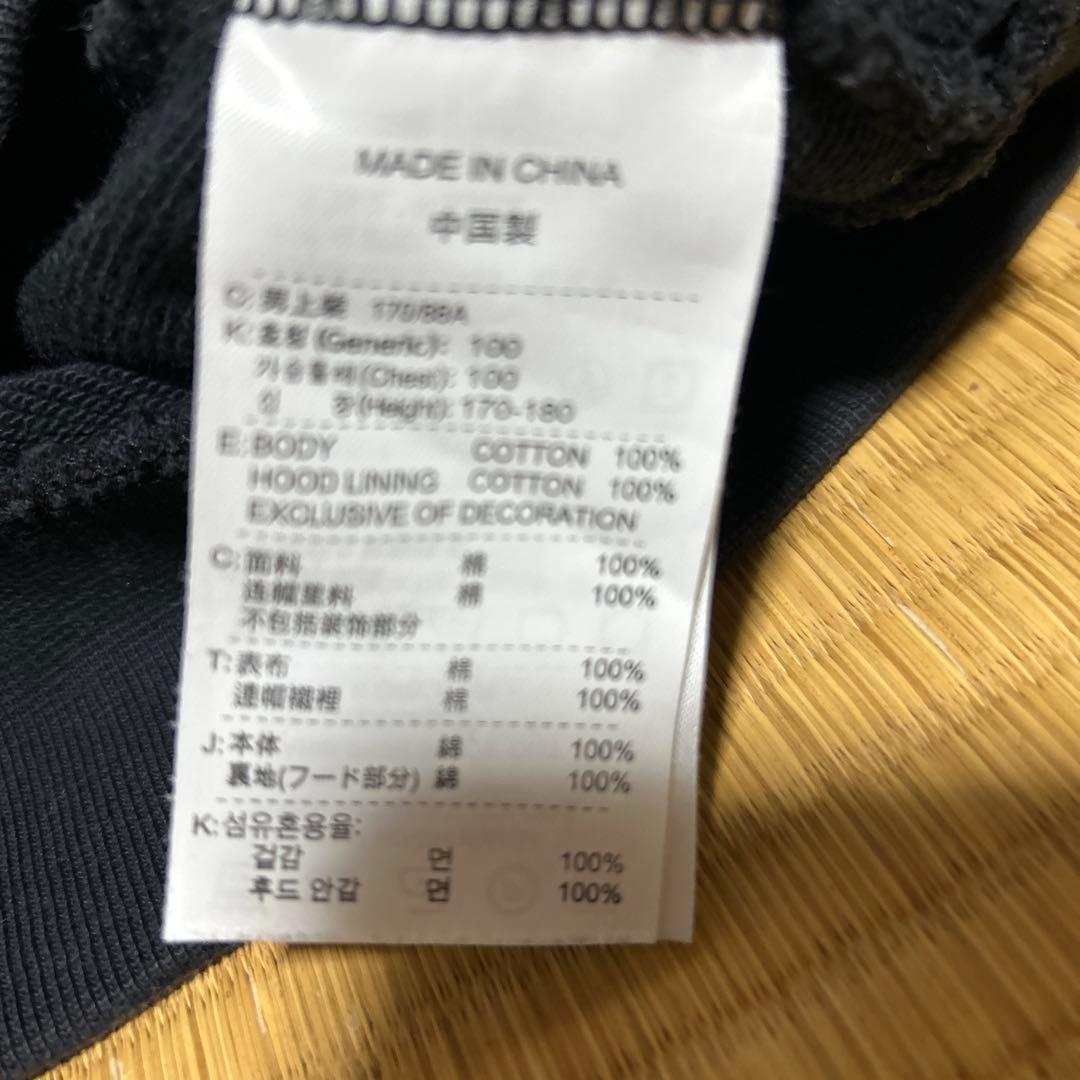 MADE IN CHINA
中国製
C: 男上装 170/88A
K: 호칭 (Generic): 100
가슴둘레(Chest): 100
신 장(Height): 170-180
E: BODY COTTON 100%
HOOD LINING COTTON 100%
EXCLUSIVE OF DECORATION
C: 面料 棉 100%
连帽里料 棉 100%
不包括装饰部分
T: 表布 棉 100%
連帽襯裡 棉 100%
J: 本体 綿 100%
裏地(フード部分) 綿 100%
K: 섬유혼용율:
겉감 면 100%
후드 안감 면 100%